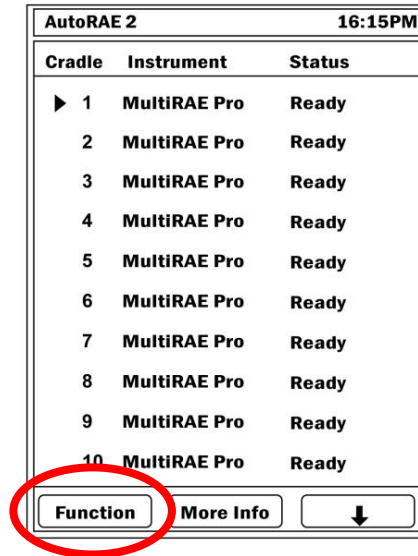 AutoRAE 2 16:15PM
Cradle Instrument Status
1 MultiRAE Pro Ready
2 MultiRAE Pro Ready
3 MultiRAE Pro Ready
4 MultiRAE Pro Ready
5 MultiRAE Pro Ready
6 MultiRAE Pro Ready
7 MultiRAE Pro Ready
8 MultiRAE Pro Ready
9 MultiRAE Pro Ready
10 MultiRAE Pro Ready
Function More Info